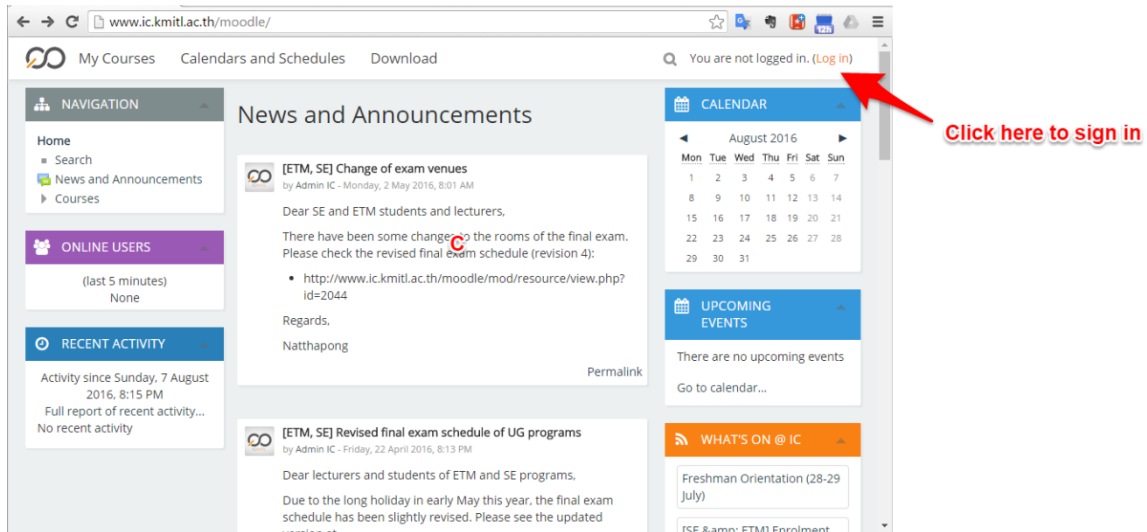 www.ic.kmitl.ac.th/moodle/
12h
My Courses Calendars and Schedules Download
You are not logged in. (Log in)
Click here to sign in
NAVIGATION
Home
Search
News and Announcements
Courses
ONLINE USERS
(last 5 minutes)
None
RECENT ACTIVITY
Activity since Sunday, 7 August
2016, 8:15 PM
Full report of recent activity...
No recent activity
News and Announcements
[ETM, SE] Change of exam venues
by Admin IC - Monday, 2 May 2016, 8:01 AM
Dear SE and ETM students and lecturers,
There have been some changes to the rooms of the final exam.
C
Please check the revised final exam schedule (revision 4):
http://www.ic.kmitl.ac.th/moodle/mod/resource/view.php?
id=2044
Regards,
Natthapong
Permalink
[ETM, SE] Revised final exam schedule of UG programs
by Admin IC - Friday, 22 April 2016, 8:13 PM
Dear lecturers and students of ETM and SE programs,
Due to the long holiday in early May this year, the final exam
schedule has been slightly revised. Please see the updated
CALENDAR
August 2016
Mon Tue Wed Thu Fri Sat Sun
1 2 3 4 5 6 7
8 9 10 11 12 13 14
15 16 17 18 19 20 21
22 23 24 25 26 27 28
29 30 31
UPCOMING
EVENTS
There are no upcoming events
Go to calendar...
WHAT'S ON @ IC
Freshman Orientation (28-29
July)
[SE &amp; ETM] Enrolment